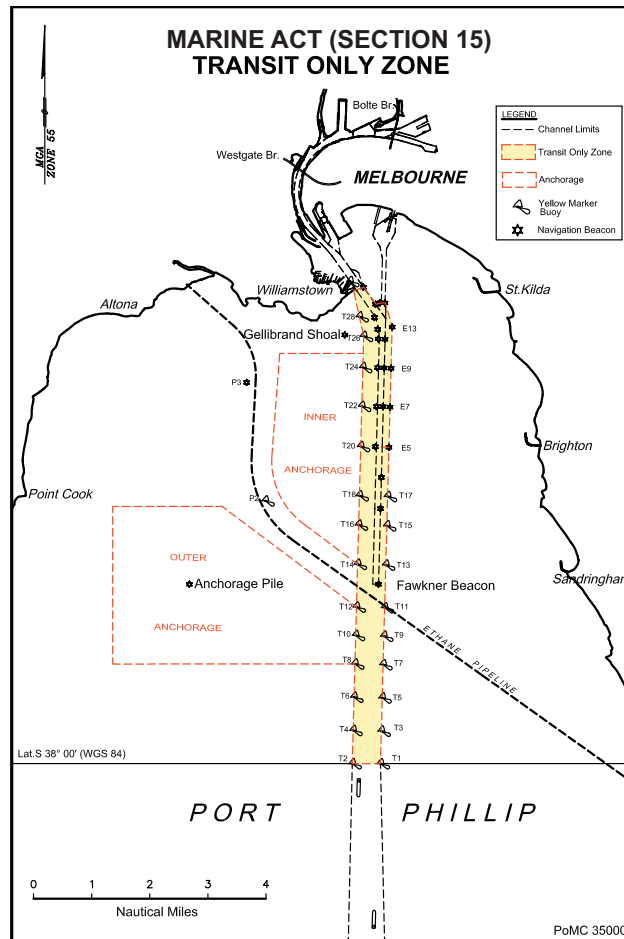 MARINE ACT (SECTION 15)
TRANSIT ONLY ZONE
MGA
ZONE 55
Bolte Br.
Westgate Br.
MELBOURNE
LEGEND
Channel Limits
Transit Only Zone
Anchorage
Yellow Marker
Buoy
Navigation Beacon
Williamstown
St.Kilda
Altona
T28
E13
Gellibrand Shoal
T26
T24
E9
P3
T22
E7
INNER
T20
E5
Brighton
ANCHORAGE
Point Cook
P2
T18
T17
T16
T15
OUTER
T14
T13
Sandringham
Anchorage Pile
Fawkner Beacon
T12
T11
ANCHORAGE
T10
T9
ETHANE PIPELINE
T8
T7
T6
T5
T4
T3
Lat.S 38° 00' (WGS 84)
T2
T1
PORT PHILLIP
0 1 2 3 4
Nautical Miles
PoMC 35000